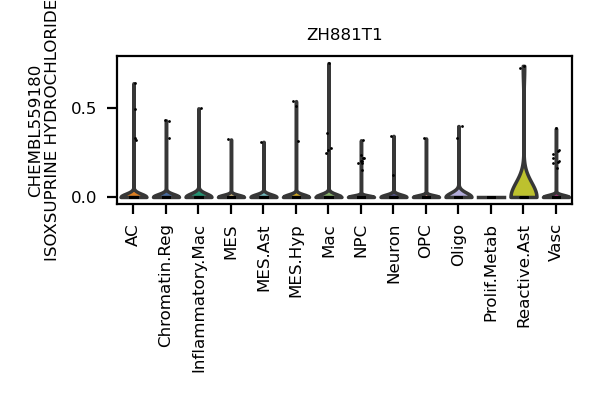 ZH881T1
CHEMBL559180
ISOXSUPRINE HYDROCHLORIDE
0.5
0.0
AC
Chromatin.Reg
Inflammatory.Mac
MES
MES.Ast
MES.Hyp
Mac
NPC
Neuron
OPC
Oligo
Prolif.Metab
Reactive.Ast
Vasc